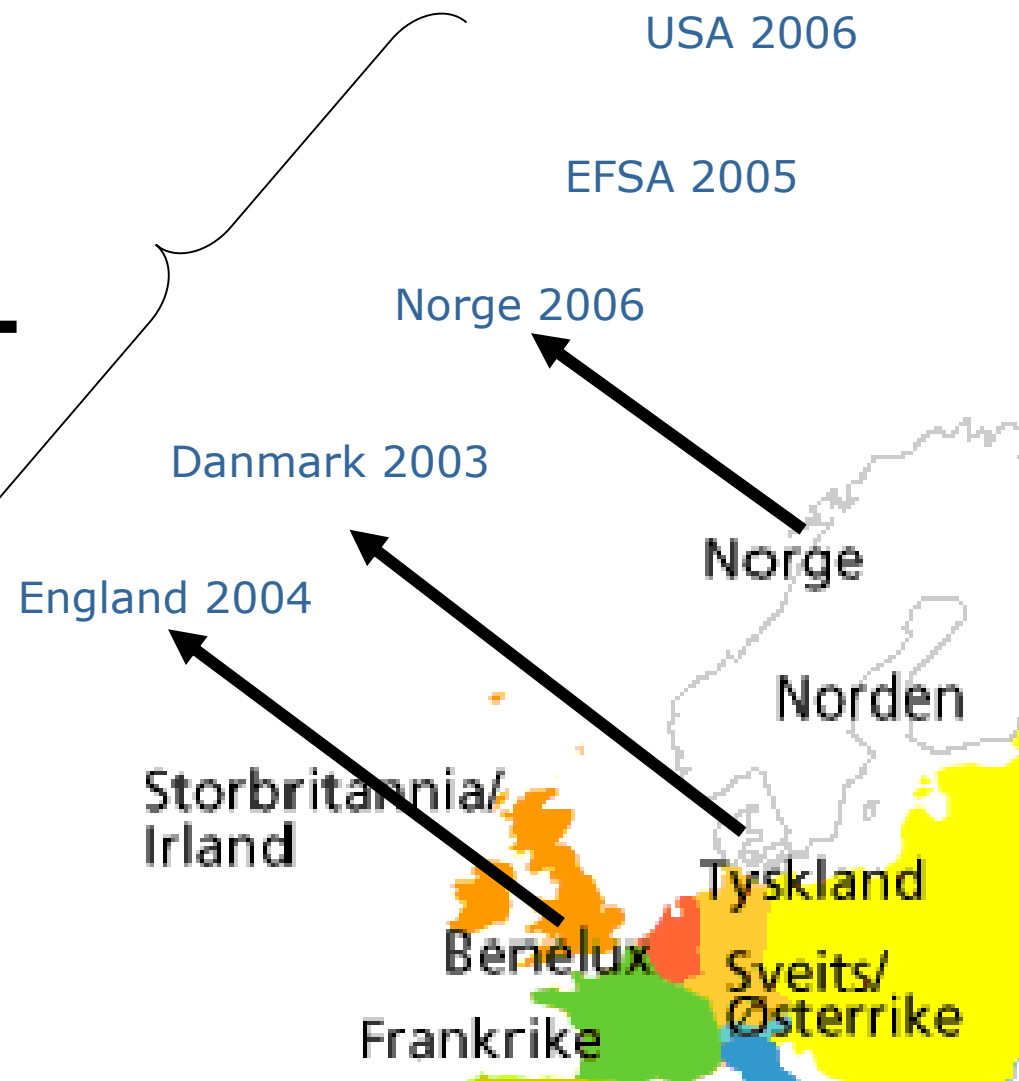 USA 2006
EFSA 2005
Norge 2006
Danmark 2003
Norge
England 2004
Norden
Storbritannia/
Irland
Tyskland
Benelux
Sveits/
Østerrike
Frankrike